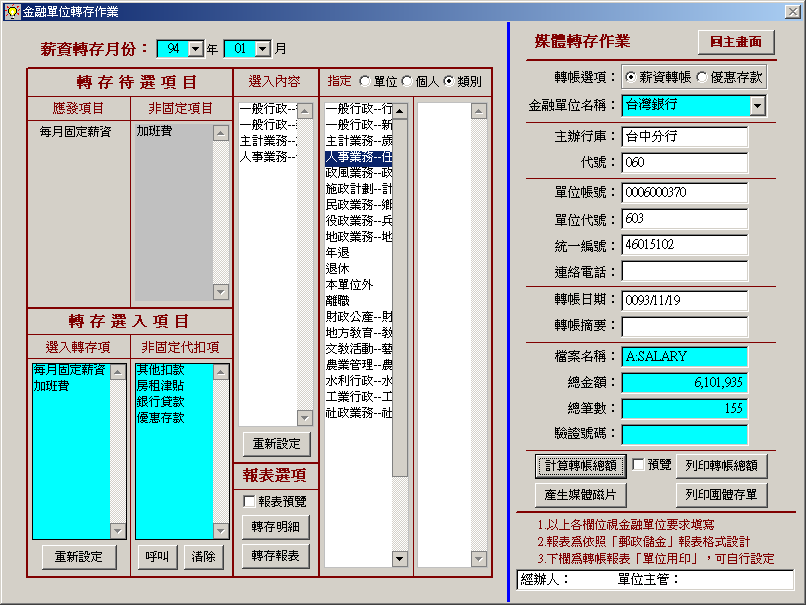 金融單位轉存作業
薪資轉存月份： 94 年 01 月
轉存待選項目
應發項目 非固定項目
每月固定薪資
加班費
轉存選入項目
選入轉存項 非固定代扣項
每月固定薪資
加班費
其他扣款
房租津貼
銀行貸款
優惠存款
重新設定 呼叫 清除
選入內容
一般行政--
一般行政--
主計業務--
人事業務--
重新設定
報表選項
報表預覽
轉存明細
轉存報表
指定 單位 個人 類別
一般行政--行
一般行政--新
主計業務--歲
人事業務--任
政風業務--政
施政計劃--計
民政業務--鄉
役政業務--兵
地政業務--地
年退
退休
本單位外
離職
財政公產--財
地方教育--教
文教活動--藝
農業管理--農
水利行政--水
工業行政--工
社政業務--社
媒體轉存作業 回主畫面
轉帳選項： 薪資轉帳 優惠存款
金融單位名稱： 台灣銀行
主辦行庫： 台中分行
代號： 060
單位帳號： 0006000370
單位代號： 603
統一編號： 46015102
連絡電話：
轉帳日期： 0093/11/19
轉帳摘要：
檔案名稱： A.SALARY
總金額： 6,101,935
總筆數： 155
驗證號碼：
計算轉帳總額 預覽 列印轉帳總額
產生媒體磁片 列印團體存單
1.以上各欄位視金融單位要求填寫
2.報表爲依照「郵政儲金」報表格式設計
3.下欄爲轉帳報表「單位用印」，可自行設定
經辦人： 單位主管：